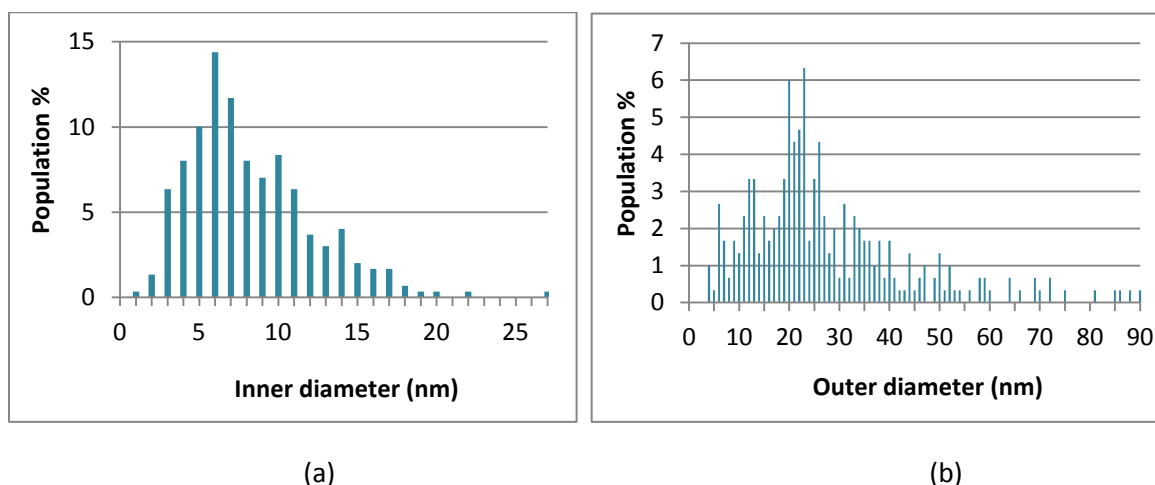 15
10
5
0
Population %
0 5 10 15 20 25
Inner diameter (nm)
(a)
7
6
5
4
3
2
1
0
Population %
0 10 20 30 40 50 60 70 80 90
Outer diameter (nm)
(b)